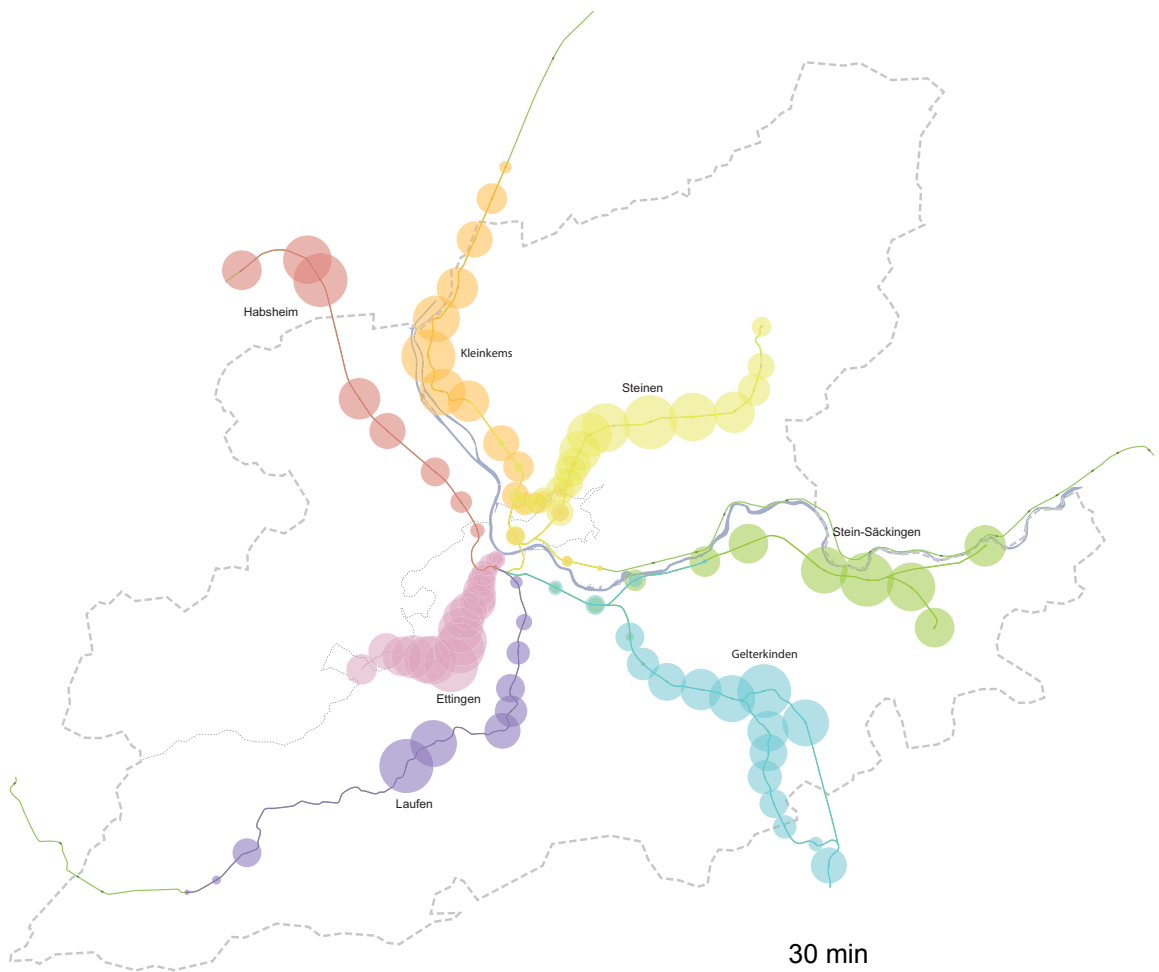 Habsheim
Kleinkems
Steinen
Stein-Säckingen
Gelterkinden
Ettingen
Laufen
30 min